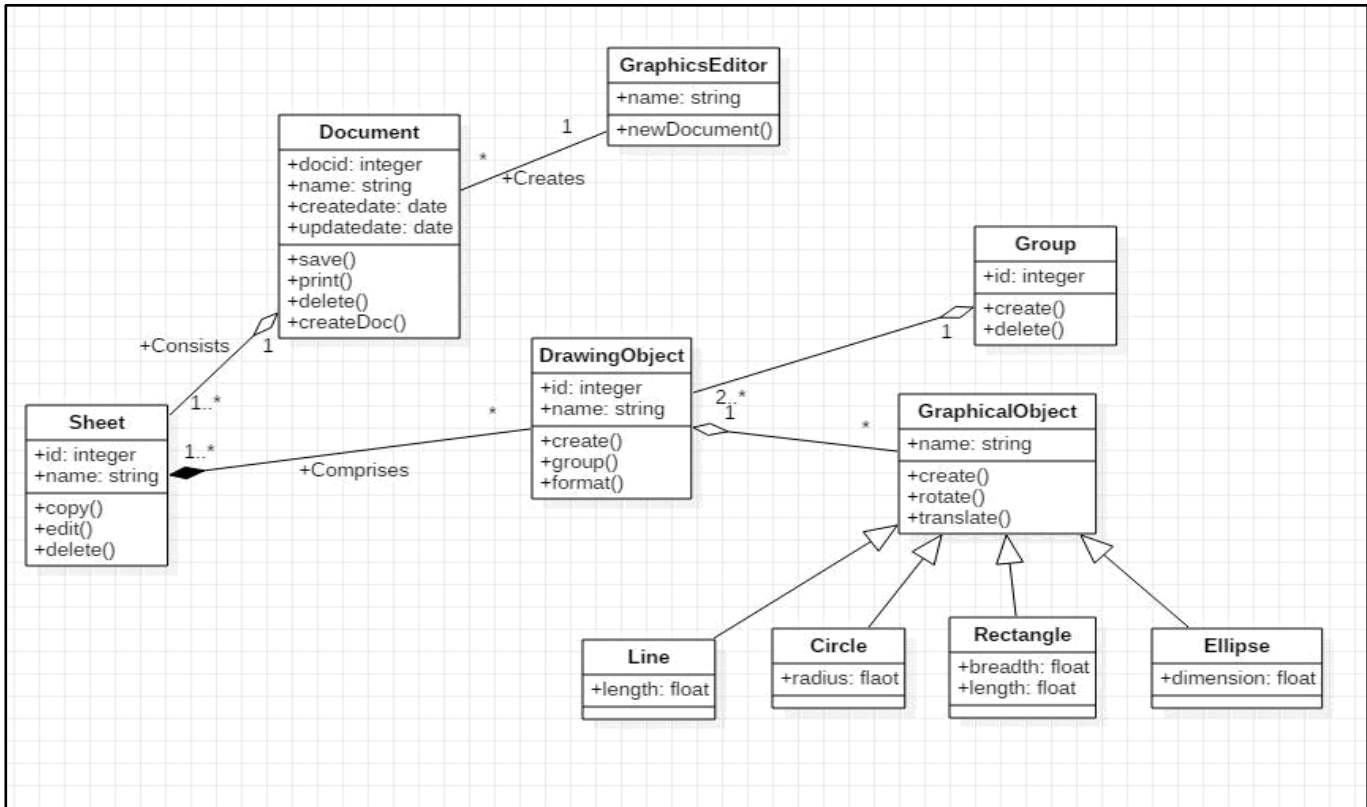 GraphicsEditor
+name: string
+newDocument()
1
*
+Creates
Document
+docid: integer
+name: string
+createdate: date
+updatedate: date
+save()
+print()
+delete()
+createDoc()
1
+Consists
1..*
Group
+id: integer
+create()
+delete()
1
2..*
DrawingObject
+id: integer
+name: string
+create()
+group()
+format()
1
*
Sheet
+id: integer
+name: string
+copy()
+edit()
+delete()
1..*
*
+Comprises
GraphicalObject
+name: string
+create()
+rotate()
+translate()
Line
+length: float
Circle
+radius: flaot
Rectangle
+breadth: float
+length: float
Ellipse
+dimension: float